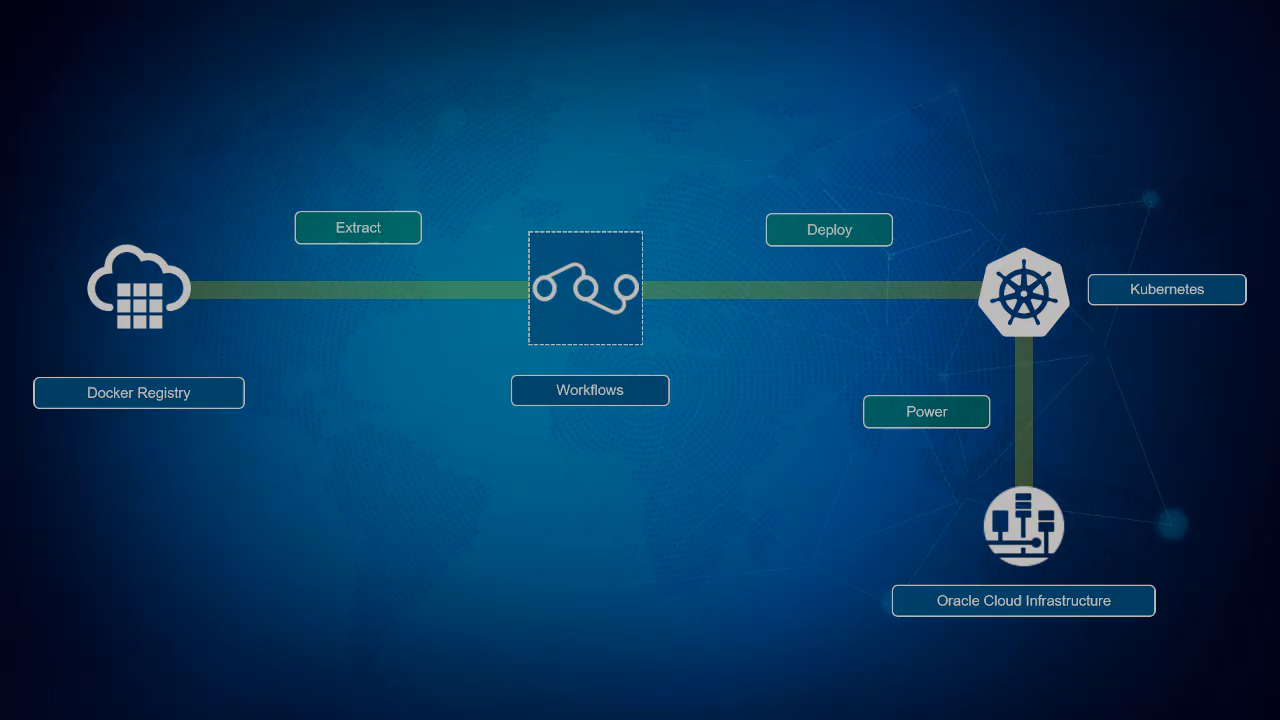 Extract
Deploy
Kubernetes
Docker Registry
Workflows
Power
Oracle Cloud Infrastructure